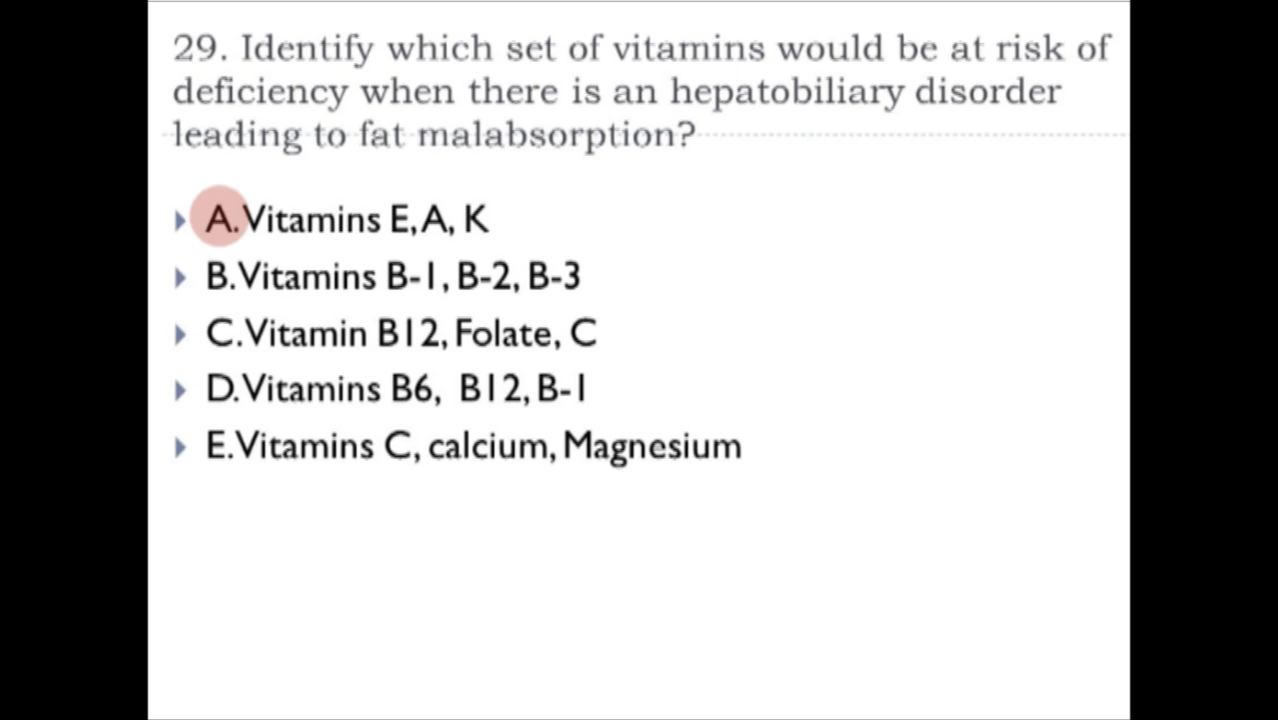 29. Identify which set of vitamins would be at risk of
deficiency when there is an hepatobiliary disorder
leading to fat malabsorption?
A. Vitamins E, A, K
B. Vitamins B-1, B-2, B-3
C. Vitamin B12, Folate, C
D. Vitamins B6, B12, B-1
E. Vitamins C, calcium, Magnesium